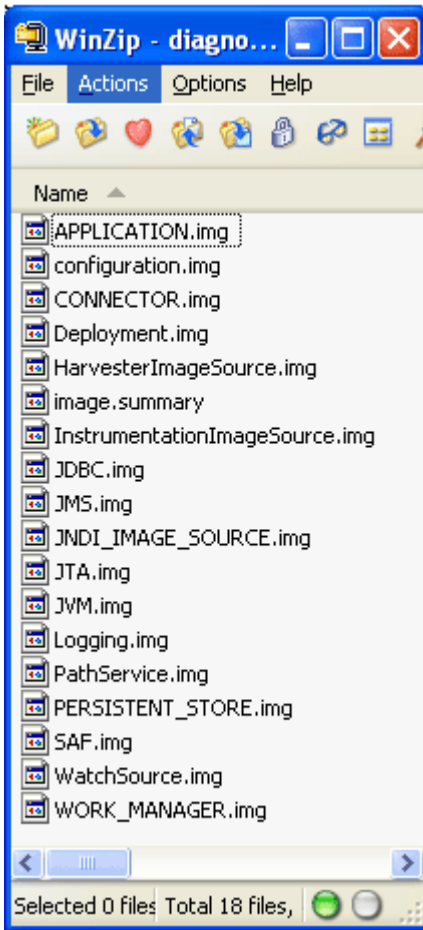 WinZip - diagno...
File Actions Options Help
Name
APPLICATION.img
configuration.img
CONNECTOR.img
Deployment.img
HarvesterImageSource.img
image.summary
InstrumentationImageSource.img
JDBC.img
JMS.img
JNDI_IMAGE_SOURCE.img
JTA.img
JVM.img
Logging.img
PathService.img
PERSISTENT_STORE.img
SAF.img
WatchSource.img
WORK_MANAGER.img
Selected 0 files Total 18 files,